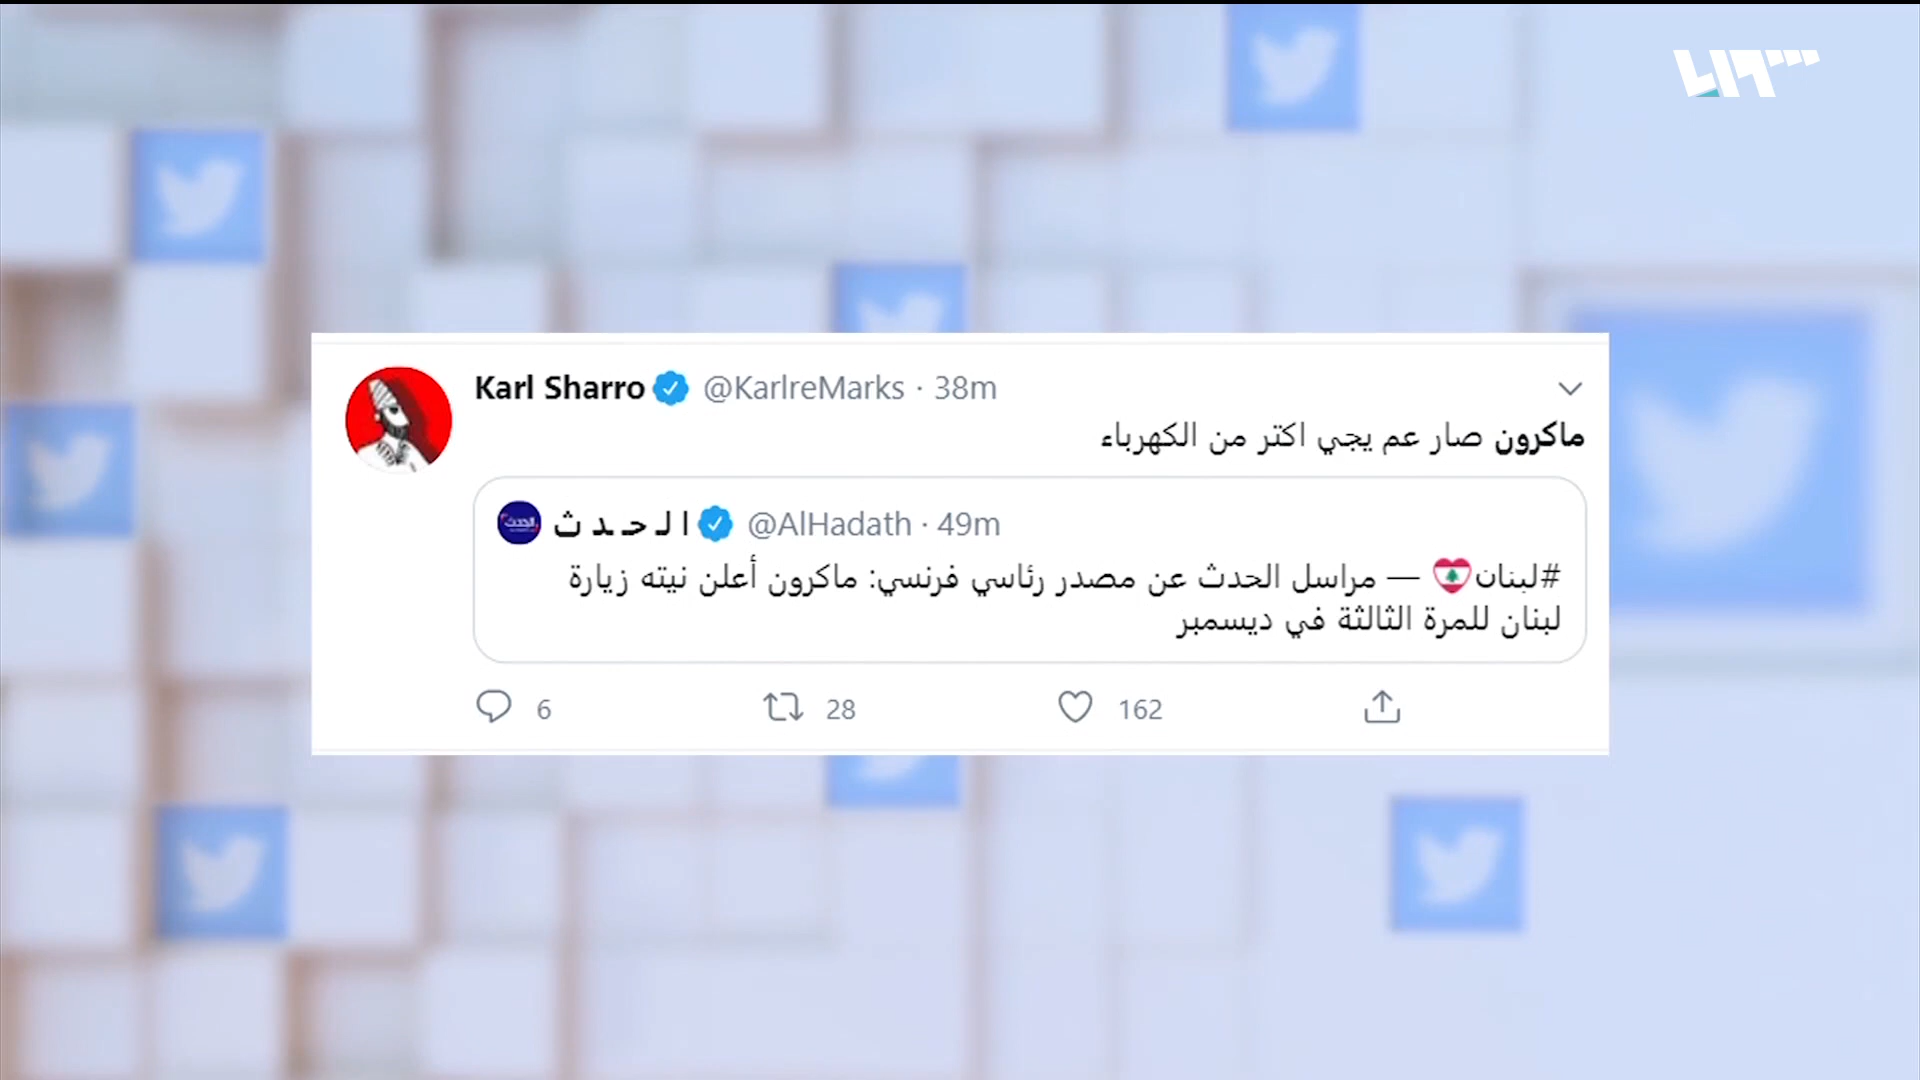 Karl Sharro @KarlreMarks · 38m
ماكرون صار عم يجي اكتر من الكهرباء
الـحـدث @AlHadath · 49m
#لبنان — مراسل الحدث عن مصدر رئاسي فرنسي: ماكرون أعلن نيته زيارة
لبنان للمرة الثالثة في ديسمبر
6 28 162